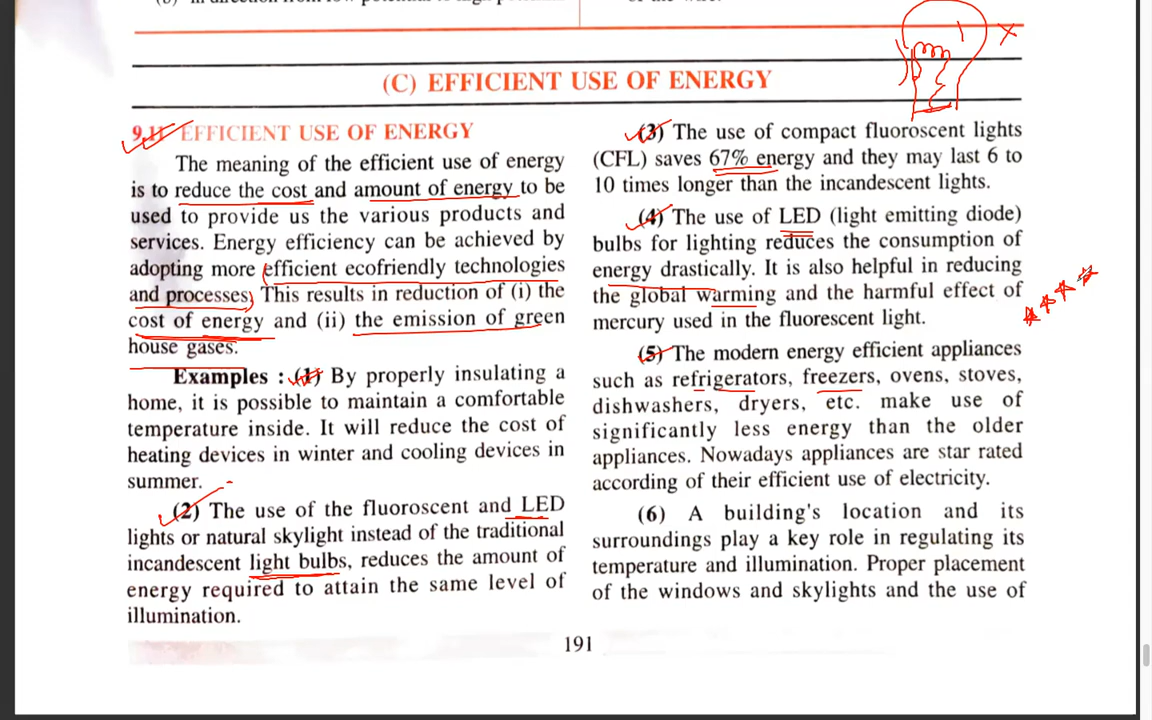 (C) EFFICIENT USE OF ENERGY
9.11 EFFICIENT USE OF ENERGY
The meaning of the efficient use of energy
is to reduce the cost and amount of energy to be
used to provide us the various products and
services. Energy efficiency can be achieved by
adopting more efficient ecofriendly technologies
and processes. This results in reduction of (i) the
cost of energy and (ii) the emission of green
house gases.
Examples : (1) By properly insulating a
home, it is possible to maintain a comfortable
temperature inside. It will reduce the cost of
heating devices in winter and cooling devices in
summer.
(2) The use of the fluoroscent and LED
lights or natural skylight instead of the traditional
incandescent light bulbs, reduces the amount of
energy required to attain the same level of
illumination.
(3) The use of compact fluoroscent lights
(CFL) saves 67% energy and they may last 6 to
10 times longer than the incandescent lights.
(4) The use of LED (light emitting diode)
bulbs for lighting reduces the consumption of
energy drastically. It is also helpful in reducing
the global warming and the harmful effect of
mercury used in the fluorescent light.
(5) The modern energy efficient appliances
such as refrigerators, freezers, ovens, stoves,
dishwashers, dryers, etc. make use of
significantly less energy than the older
appliances. Nowadays appliances are star rated
according of their efficient use of electricity.
(6) A building's location and its
surroundings play a key role in regulating its
temperature and illumination. Proper placement
of the windows and skylights and the use of
191